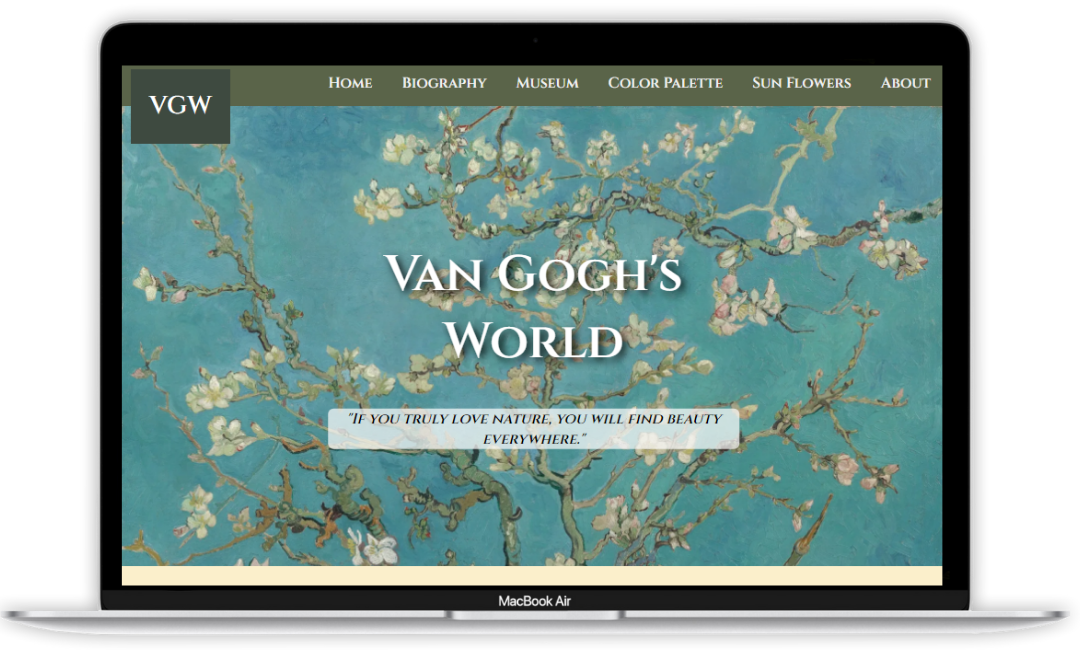 VGW
Home Biography Museum Color Palette Sun Flowers About
Van Gogh's
World
"If you truly love nature, you will find beauty
everywhere."
MacBook Air